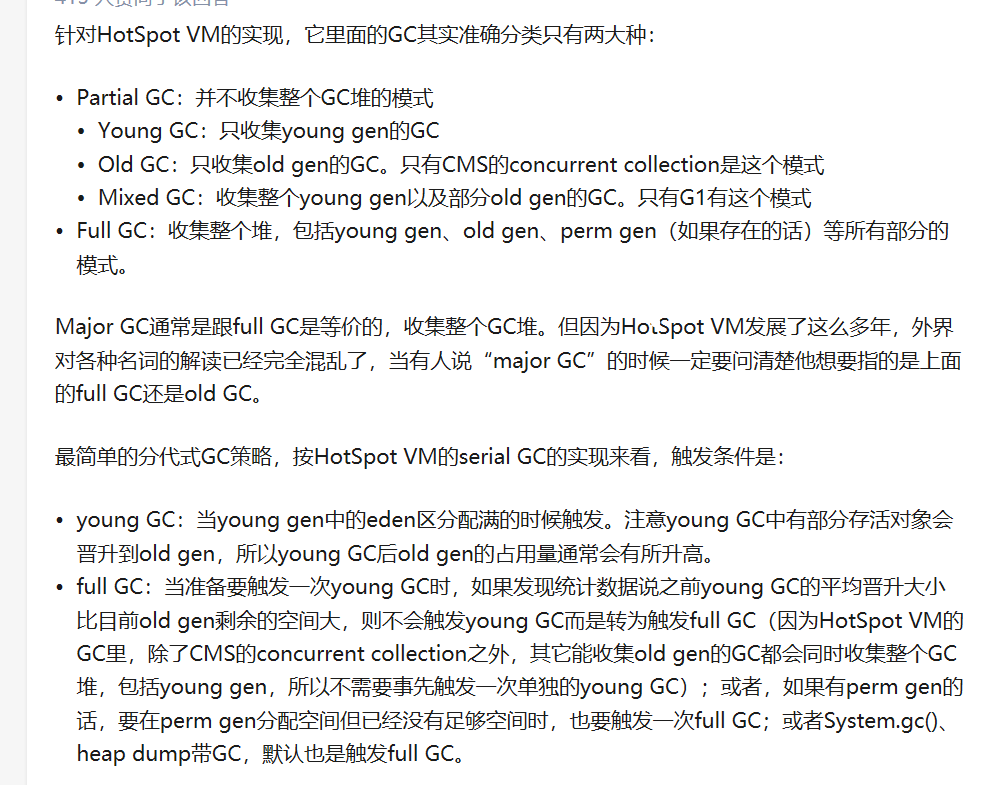 针对HotSpot VM的实现，它里面的GC其实准确分类只有两大种：
• Partial GC：并不收集整个GC堆的模式
• Young GC：只收集young gen的GC
• Old GC：只收集old gen的GC。只有CMS的concurrent collection是这个模式
• Mixed GC：收集整个young gen以及部分old gen的GC。只有G1有这个模式
• Full GC：收集整个堆，包括young gen、old gen、perm gen（如果存在的话）等所有部分的
模式。
Major GC通常是跟full GC是等价的，收集整个GC堆。但因为HotSpot VM发展了这么多年，外界
对各种名词的解读已经完全混乱了，当有人说“major GC”的时候一定要问清楚他想要指的是上面
的full GC还是old GC。
最简单的分代式GC策略，按HotSpot VM的serial GC的实现来看，触发条件是：
• young GC：当young gen中的eden区分配满的时候触发。注意young GC中有部分存活对象会
晋升到old gen，所以young GC后old gen的占用量通常会有所升高。
• full GC：当准备要触发一次young GC时，如果发现统计数据说之前young GC的平均晋升大小
比目前old gen剩余的空间大，则不会触发young GC而是转为触发full GC（因为HotSpot VM的
GC里，除了CMS的concurrent collection之外，其它能收集old gen的GC都会同时收集整个GC
堆，包括young gen，所以不需要事先触发一次单独的young GC）；或者，如果有perm gen的
话，要在perm gen分配空间但已经没有足够空间时，也要触发一次full GC；或者System.gc()、
heap dump带GC，默认也是触发full GC。